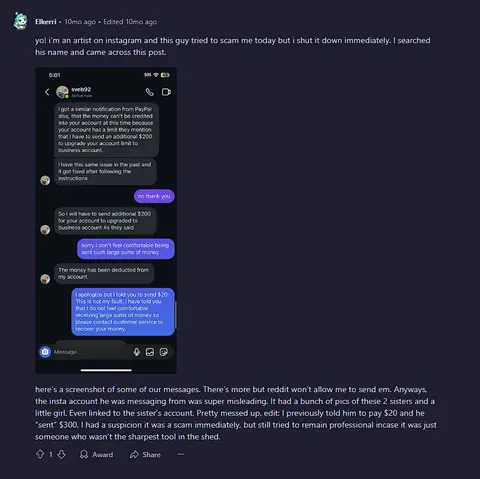 Elkerri • 10mo ago • Edited 10mo ago
yo! i'm an artist on instagram and this guy tried to scam me today but i shut it down immediately. I searched
his name and came across this post.
5:01
SOS
sveb92
Active now
I got a similar notification from PayPal
also, that the money can't be credited
into your account at this time because
your account has a limit they mention
that i have to send an additional $200
to upgrade your account limit to
business account.
I have this same issue in the past and
it got fixed after following the
instructions
no thank you
So I will have to send additional $200
for your account to upgraded to
business account As they said
sorry i don't feel comfortable being
sent such large sums of money
The money has been deducted from
my account
I apologize but I told you to send $20.
This is not my fault. I have told you
that I do not feel comfortable
receiving large sums of money so
please contact customer service to
recover your money.
Message...
here's a screenshot of some of our messages. There's more but reddit won't allow me to send em. Anyways,
the insta account he was messaging from was super misleading. It had a bunch of pics of these 2 sisters and a
little girl. Even linked to the sister's account. Pretty messed up, edit: I previously told him to pay $20 and he
“sent” $300. I had a suspicion it was a scam immediately, but still tried to remain professional incase it was just
someone who wasn't the sharpest tool in the shed.
1
Award
Share